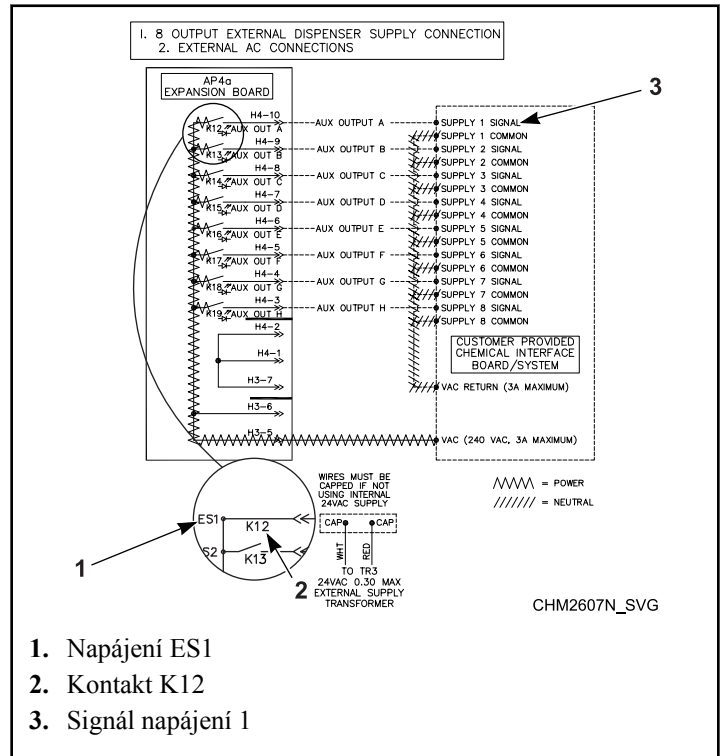 1. 8 OUTPUT EXTERNAL DISPENSER SUPPLY CONNECTION
2. EXTERNAL AC CONNECTIONS
AP4a
EXPANSION BOARD
3
H4-10
AUX OUTPUT A
SUPPLY 1 SIGNAL
K12
AUX OUT A
SUPPLY 1 COMMON
H4-9
AUX OUTPUT B
SUPPLY 2 SIGNAL
K13
AUX OUT B
SUPPLY 2 COMMON
H4-8
AUX OUTPUT C
SUPPLY 3 SIGNAL
K14
AUX OUT C
SUPPLY 3 COMMON
H4-7
AUX OUTPUT D
SUPPLY 4 SIGNAL
K15
AUX OUT D
SUPPLY 4 COMMON
H4-6
AUX OUTPUT E
SUPPLY 5 SIGNAL
K16
AUX OUT E
SUPPLY 5 COMMON
H4-5
AUX OUTPUT F
SUPPLY 6 SIGNAL
K17
AUX OUT F
SUPPLY 6 COMMON
H4-4
AUX OUTPUT G
SUPPLY 7 SIGNAL
K18
AUX OUT G
SUPPLY 7 COMMON
H4-3
AUX OUTPUT H
SUPPLY 8 SIGNAL
K19
AUX OUT H
SUPPLY 8 COMMON
H4-2
H4-1
H3-7
H3-6
H3-5
CUSTOMER PROVIDED
CHEMICAL INTERFACE
BOARD/SYSTEM
VAC RETURN (3A MAXIMUM)
VAC (240 VAC, 3A MAXIMUM)
= POWER
= NEUTRAL
WIRES MUST BE
CAPPED IF NOT
USING INTERNAL
24VAC SUPPLY
CAP
CAP
WHT
RED
TO TR3
24VAC 0.30 MAX
EXTERNAL SUPPLY
TRANSFORMER
ES1
K12
S2
K13
1
2
CHM2607N_SVG
1. Napájení ES1
2. Kontakt K12
3. Signál napájení 1